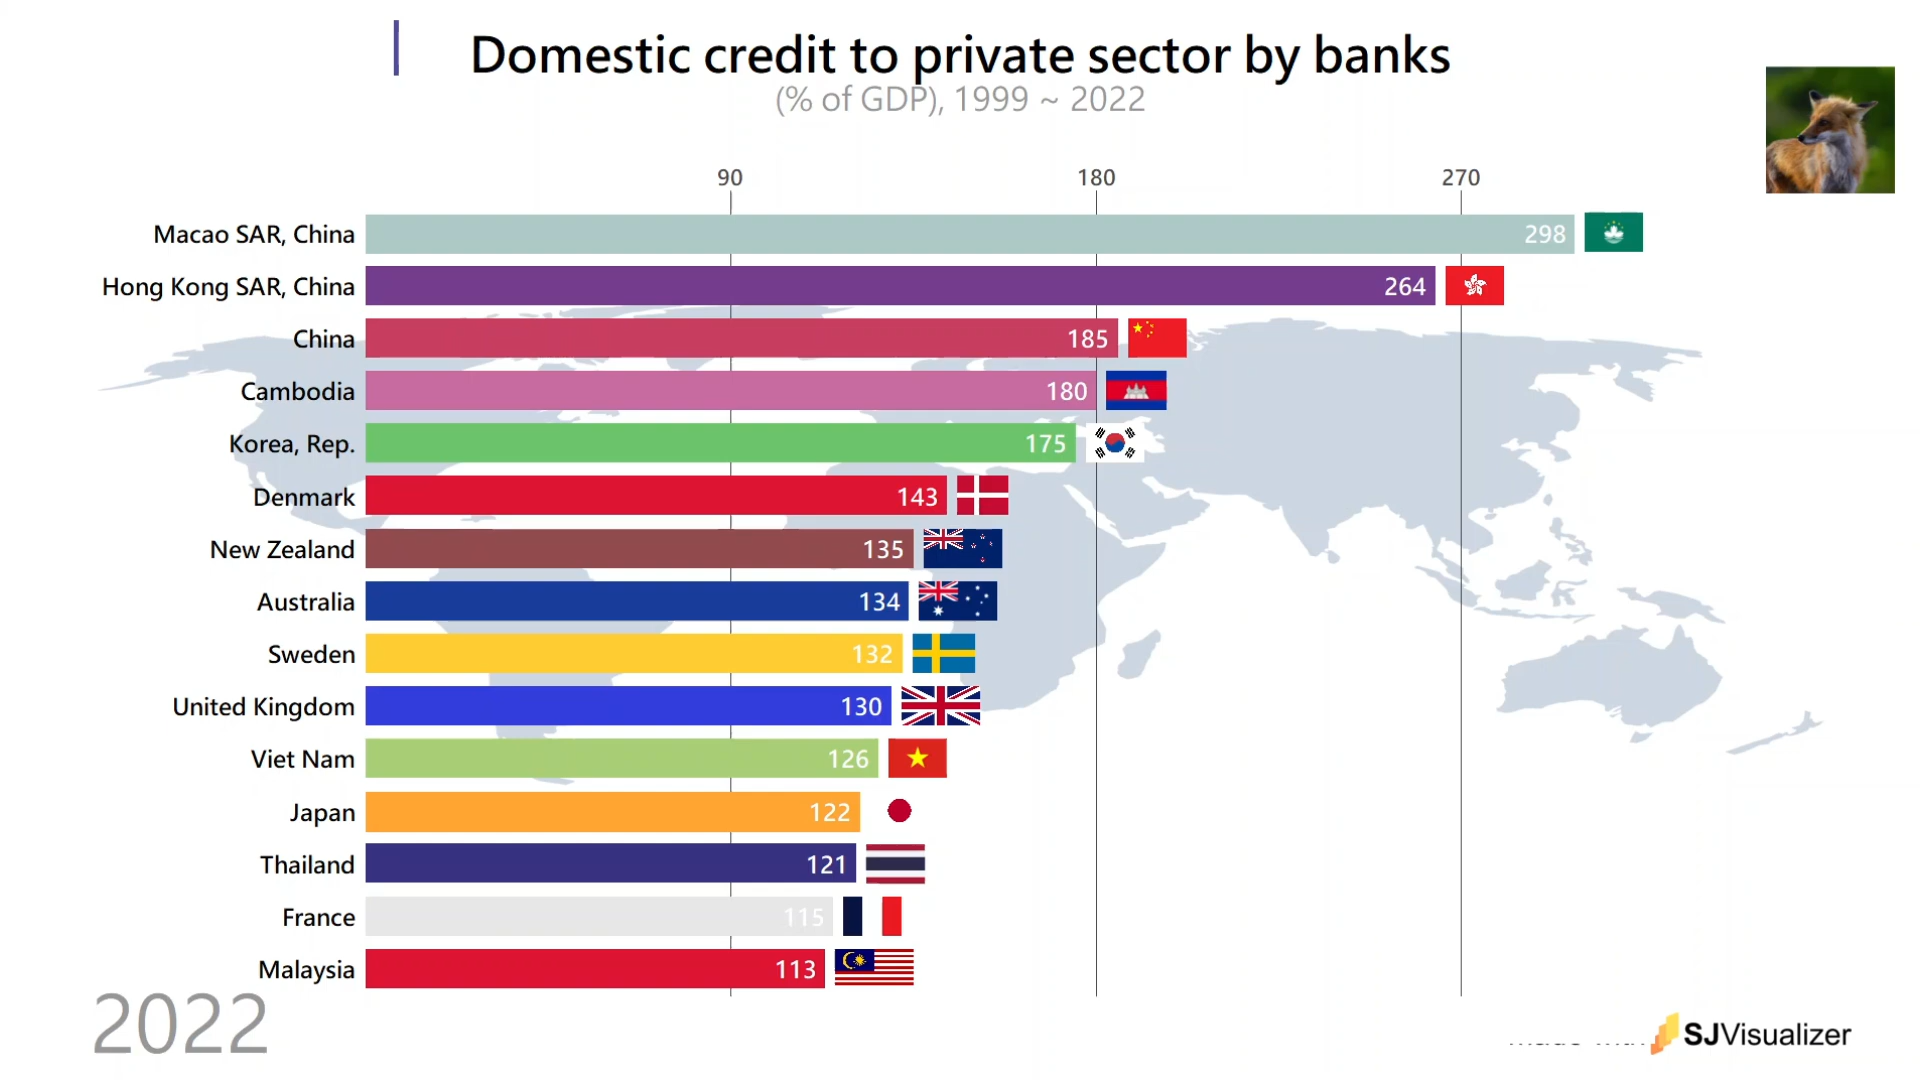 Domestic credit to private sector by banks
(% of GDP), 1999 ~ 2022
90 180 270
Macao SAR, China 298
Hong Kong SAR, China 264
China 185
Cambodia 180
Korea, Rep. 175
Denmark 143
New Zealand 135
Australia 134
Sweden 132
United Kingdom 130
Viet Nam 126
Japan 122
Thailand 121
France 115
Malaysia 113
2022
SJVisualizer